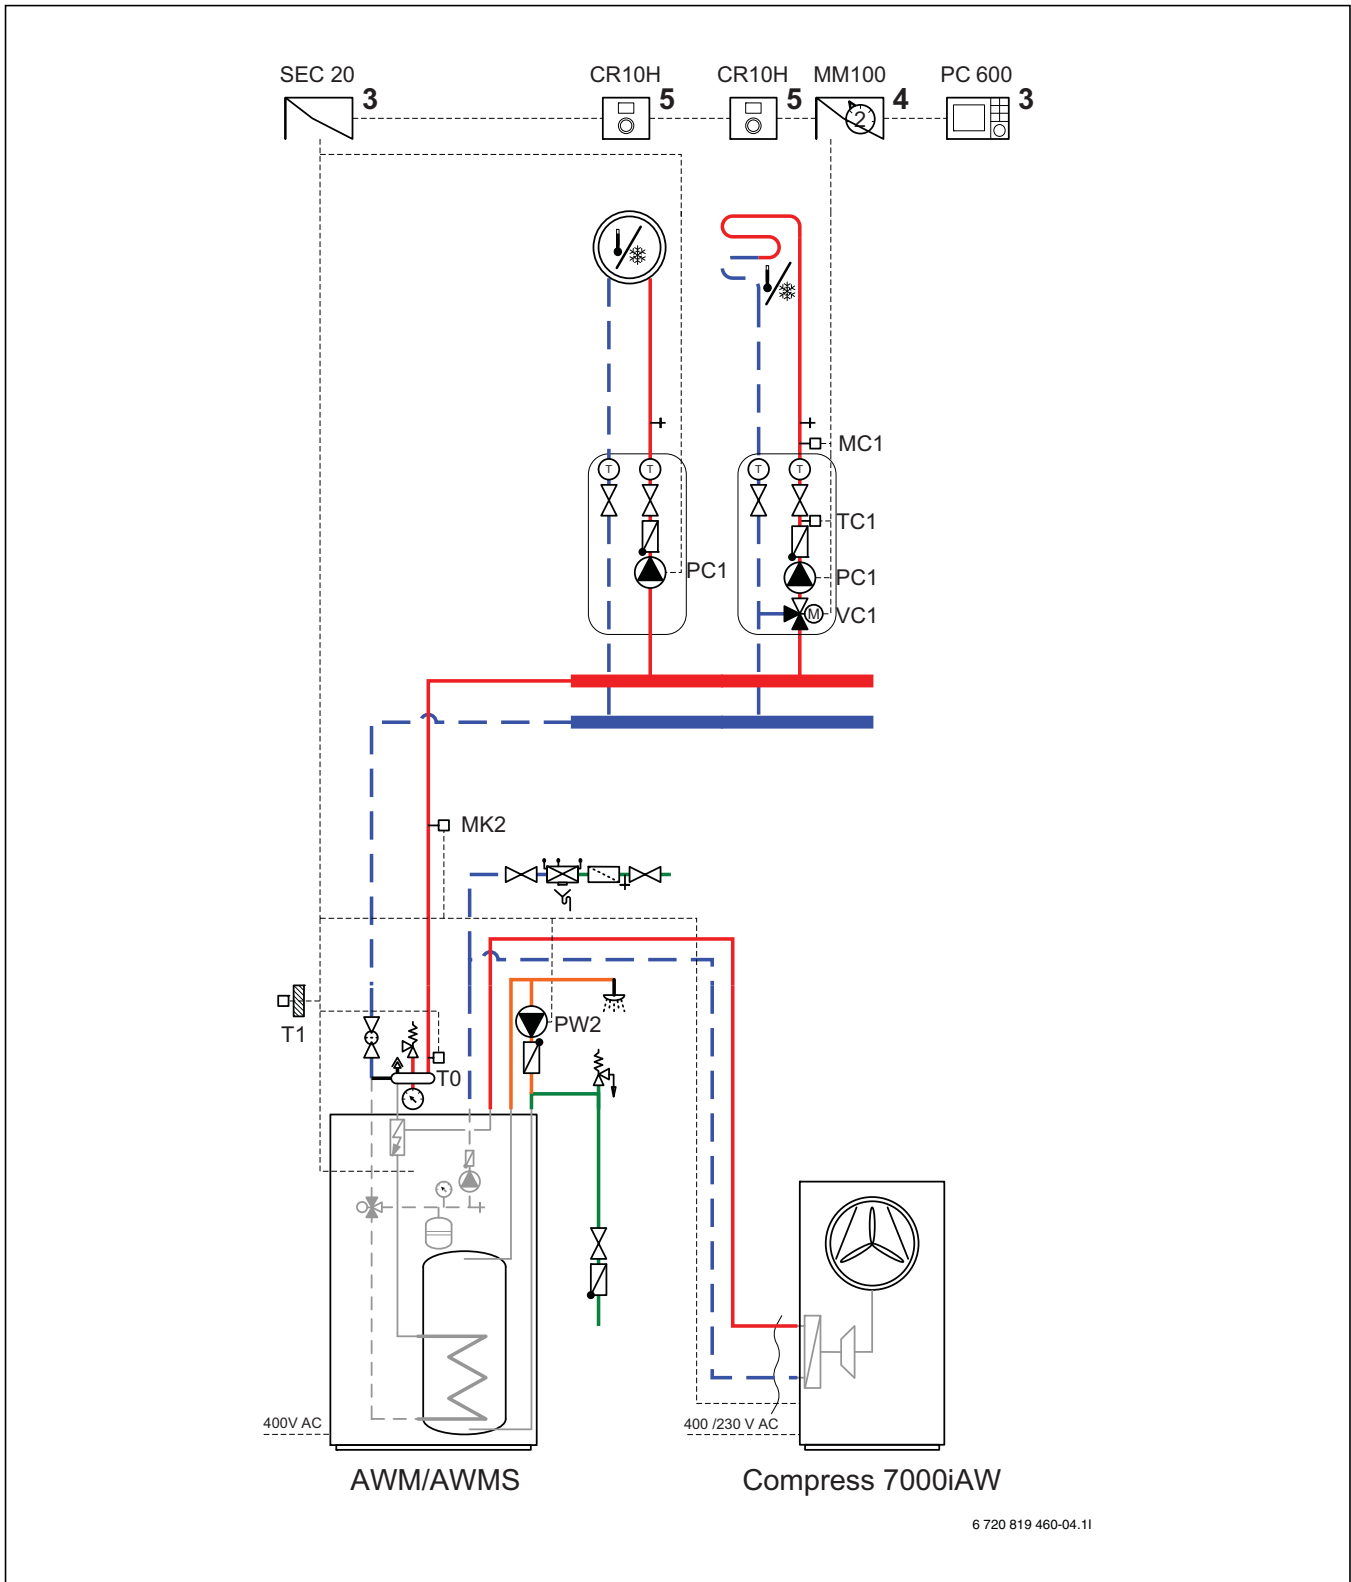 SEC 20
3
CR10H
5
CR10H
5
MM100
4
2
PC 600
3
MC1
T
T
T
T
TC1
PC1
PC1
M
VC1
MK2
T1
PW2
T0
400V AC
400 /230 V AC
AWM/AWMS
Compress 7000iAW
6 720 819 460-04.1I